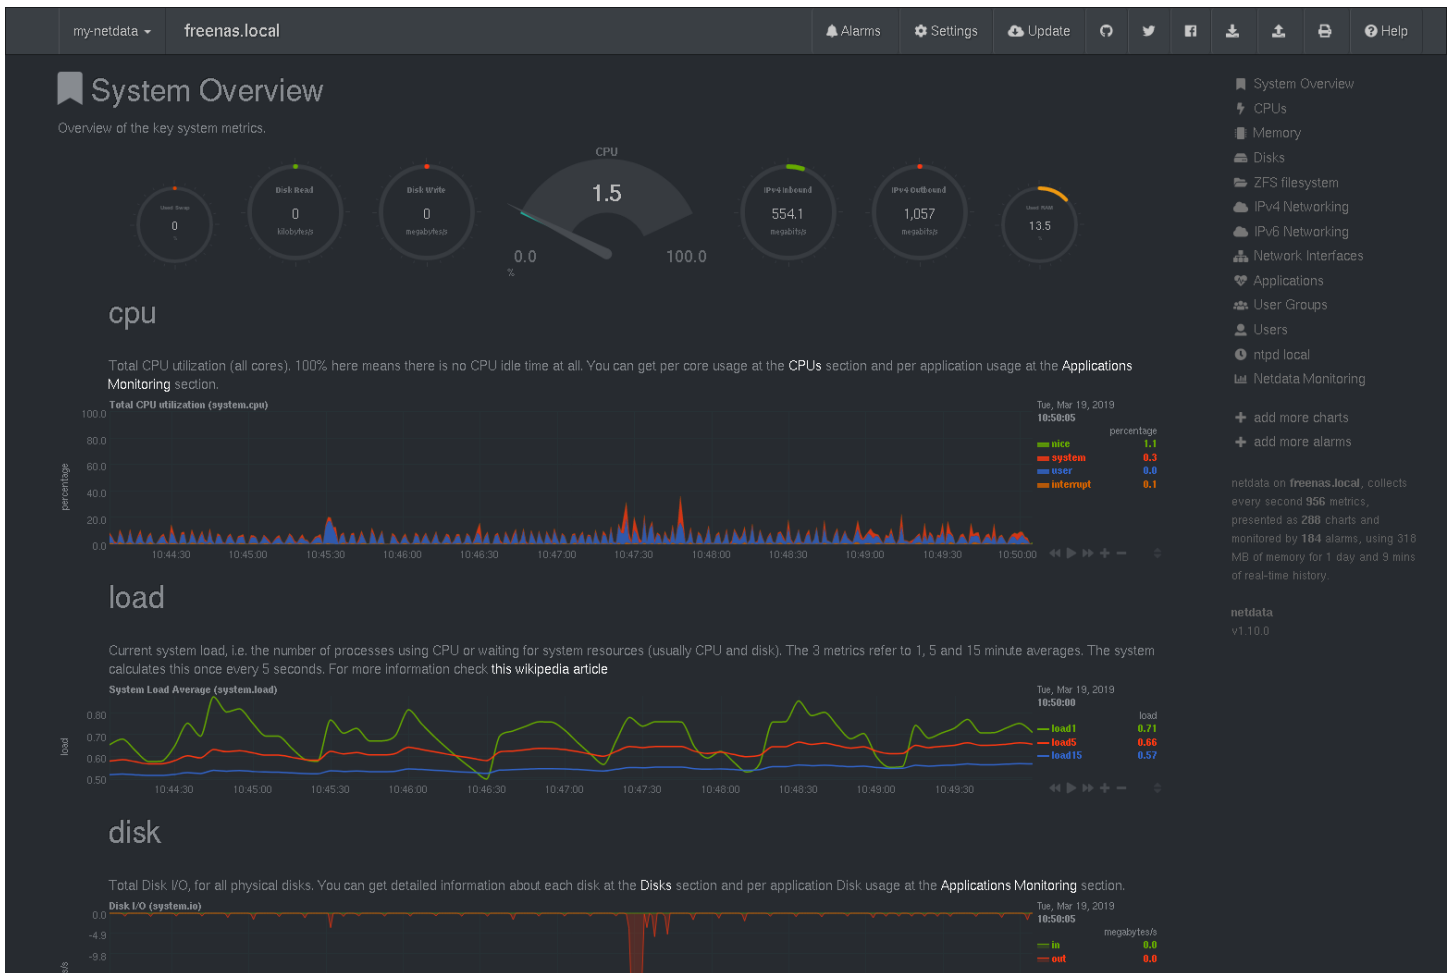 my-netdata
freenas.local
Alarms
Settings
Update
Help
System Overview
Overview of the key system metrics.
Used Swap
0
%
Disk Read
0
kilobytes/s
Disk Write
0
megabytes/s
CPU
1.5
0.0
100.0
%
IPv4 Inbound
554.1
megabits/s
IPv4 Outbound
1,057
megabits/s
Used RAM
13.5
%
cpu
Total CPU utilization (all cores). 100% here means there is no CPU idle time at all. You can get per core usage at the CPUs section and per application usage at the Applications
Monitoring section.
Total CPU utilization (system.cpu)
percentage
100.0
80.0
60.0
40.0
20.0
0.0
10:44:30 10:45:00 10:45:30 10:46:00 10:46:30 10:47:00 10:47:30 10:48:00 10:48:30 10:49:00 10:49:30 10:50:00
Tue, Mar 19, 2019
10:50:05
percentage
nice 1.1
system 0.3
user 0.0
interrupt 0.1
load
Current system load, i.e. the number of processes using CPU or waiting for system resources (usually CPU and disk). The 3 metrics refer to 1, 5 and 15 minute averages. The system
calculates this once every 5 seconds. For more information check this wikipedia article
System Load Average (system.load)
load
0.80
0.70
0.60
0.50
10:44:30 10:45:00 10:45:30 10:46:00 10:46:30 10:47:00 10:47:30 10:48:00 10:48:30 10:49:00 10:49:30
Tue, Mar 19, 2019
10:50:00
load
load1 0.71
load5 0.66
load15 0.57
disk
Total Disk I/O, for all physical disks. You can get detailed information about each disk at the Disks section and per application Disk usage at the Applications Monitoring section.
Disk I/O (system.io)
0.0
-4.9
-9.8
Tue, Mar 19, 2019
10:50:05
megabytes/s
in 0.0
out 0.0
System Overview
CPUs
Memory
Disks
ZFS filesystem
IPv4 Networking
IPv6 Networking
Network Interfaces
Applications
User Groups
Users
ntpd local
Netdata Monitoring
add more charts
add more alarms
netdata on freenas.local, collects
every second 956 metrics,
presented as 288 charts and
monitored by 184 alarms, using 318
MB of memory for 1 day and 9 mins
of real-time history.
netdata
v1.10.0